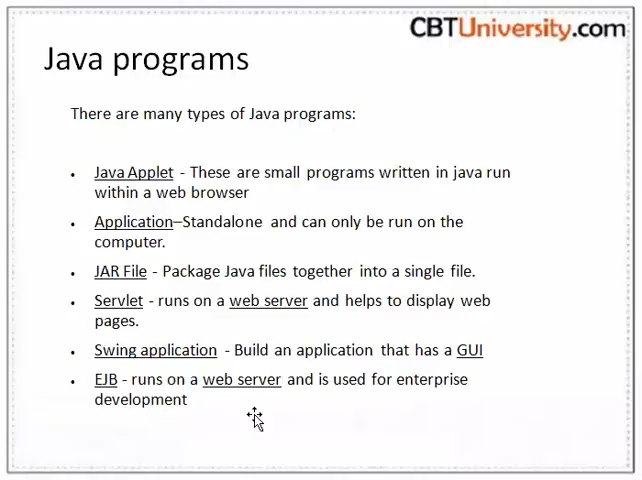 CBTUniversity.com
Java programs
There are many types of Java programs:
• Java Applet - These are small programs written in java run
within a web browser
• Application–Standalone and can only be run on the
computer.
• JAR File - Package Java files together into a single file.
• Servlet - runs on a web server and helps to display web
pages.
• Swing application - Build an application that has a GUI
• EJB - runs on a web server and is used for enterprise
development